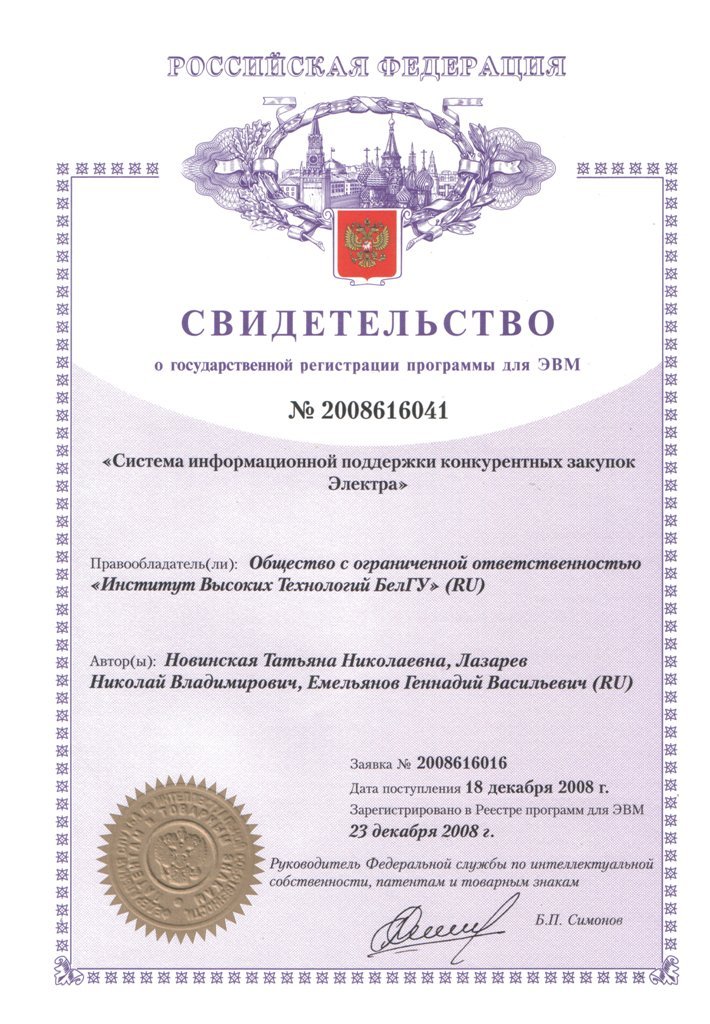 РОССИЙСКАЯ ФЕДЕРАЦИЯ
СВИДЕТЕЛЬСТВО
о государственной регистрации программы для ЭВМ
№ 2008616041
«Система информационной поддержки конкурентных закупок
Электра»
Правообладатель(ли): Общество с ограниченной ответственностью
«Институт Высоких Технологий БелГУ» (RU)
Автор(ы): Новинская Татьяна Николаевна, Лазарев
Николай Владимирович, Емельянов Геннадий Васильевич (RU)
Заявка № 2008616016
Дата поступления 18 декабря 2008 г.
Зарегистрировано в Реестре программ для ЭВМ
23 декабря 2008 г.
Руководитель Федеральной службы по интеллектуальной
собственности, патентам и товарным знакам
Б.П. Симонов